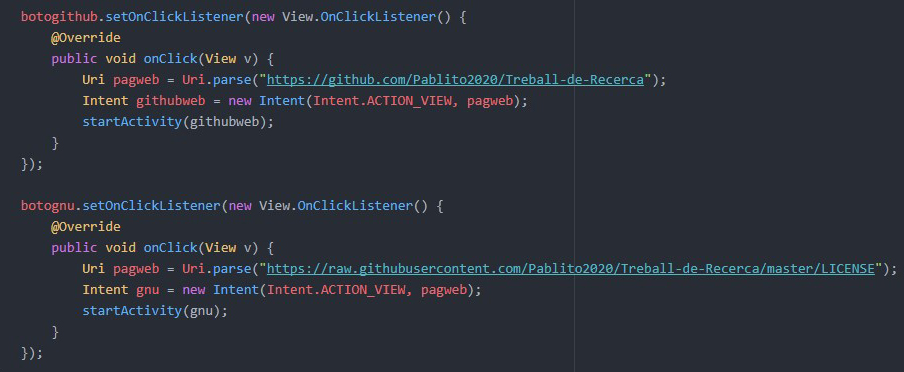 botogithub.setOnClickListener(new View.OnClickListener() {
    @Override
    public void onClick(View v) {
        Uri pagweb = Uri.parse("https://github.com/Pablito2020/Treball-de-Recerca");
        Intent githubweb = new Intent(Intent.ACTION_VIEW, pagweb);
        startActivity(githubweb);
    }
});

botognu.setOnClickListener(new View.OnClickListener() {
    @Override
    public void onClick(View v) {
        Uri pagweb = Uri.parse("https://raw.githubusercontent.com/Pablito2020/Treball-de-Recerca/master/LICENSE");
        Intent gnu = new Intent(Intent.ACTION_VIEW, pagweb);
        startActivity(gnu);
    }
});